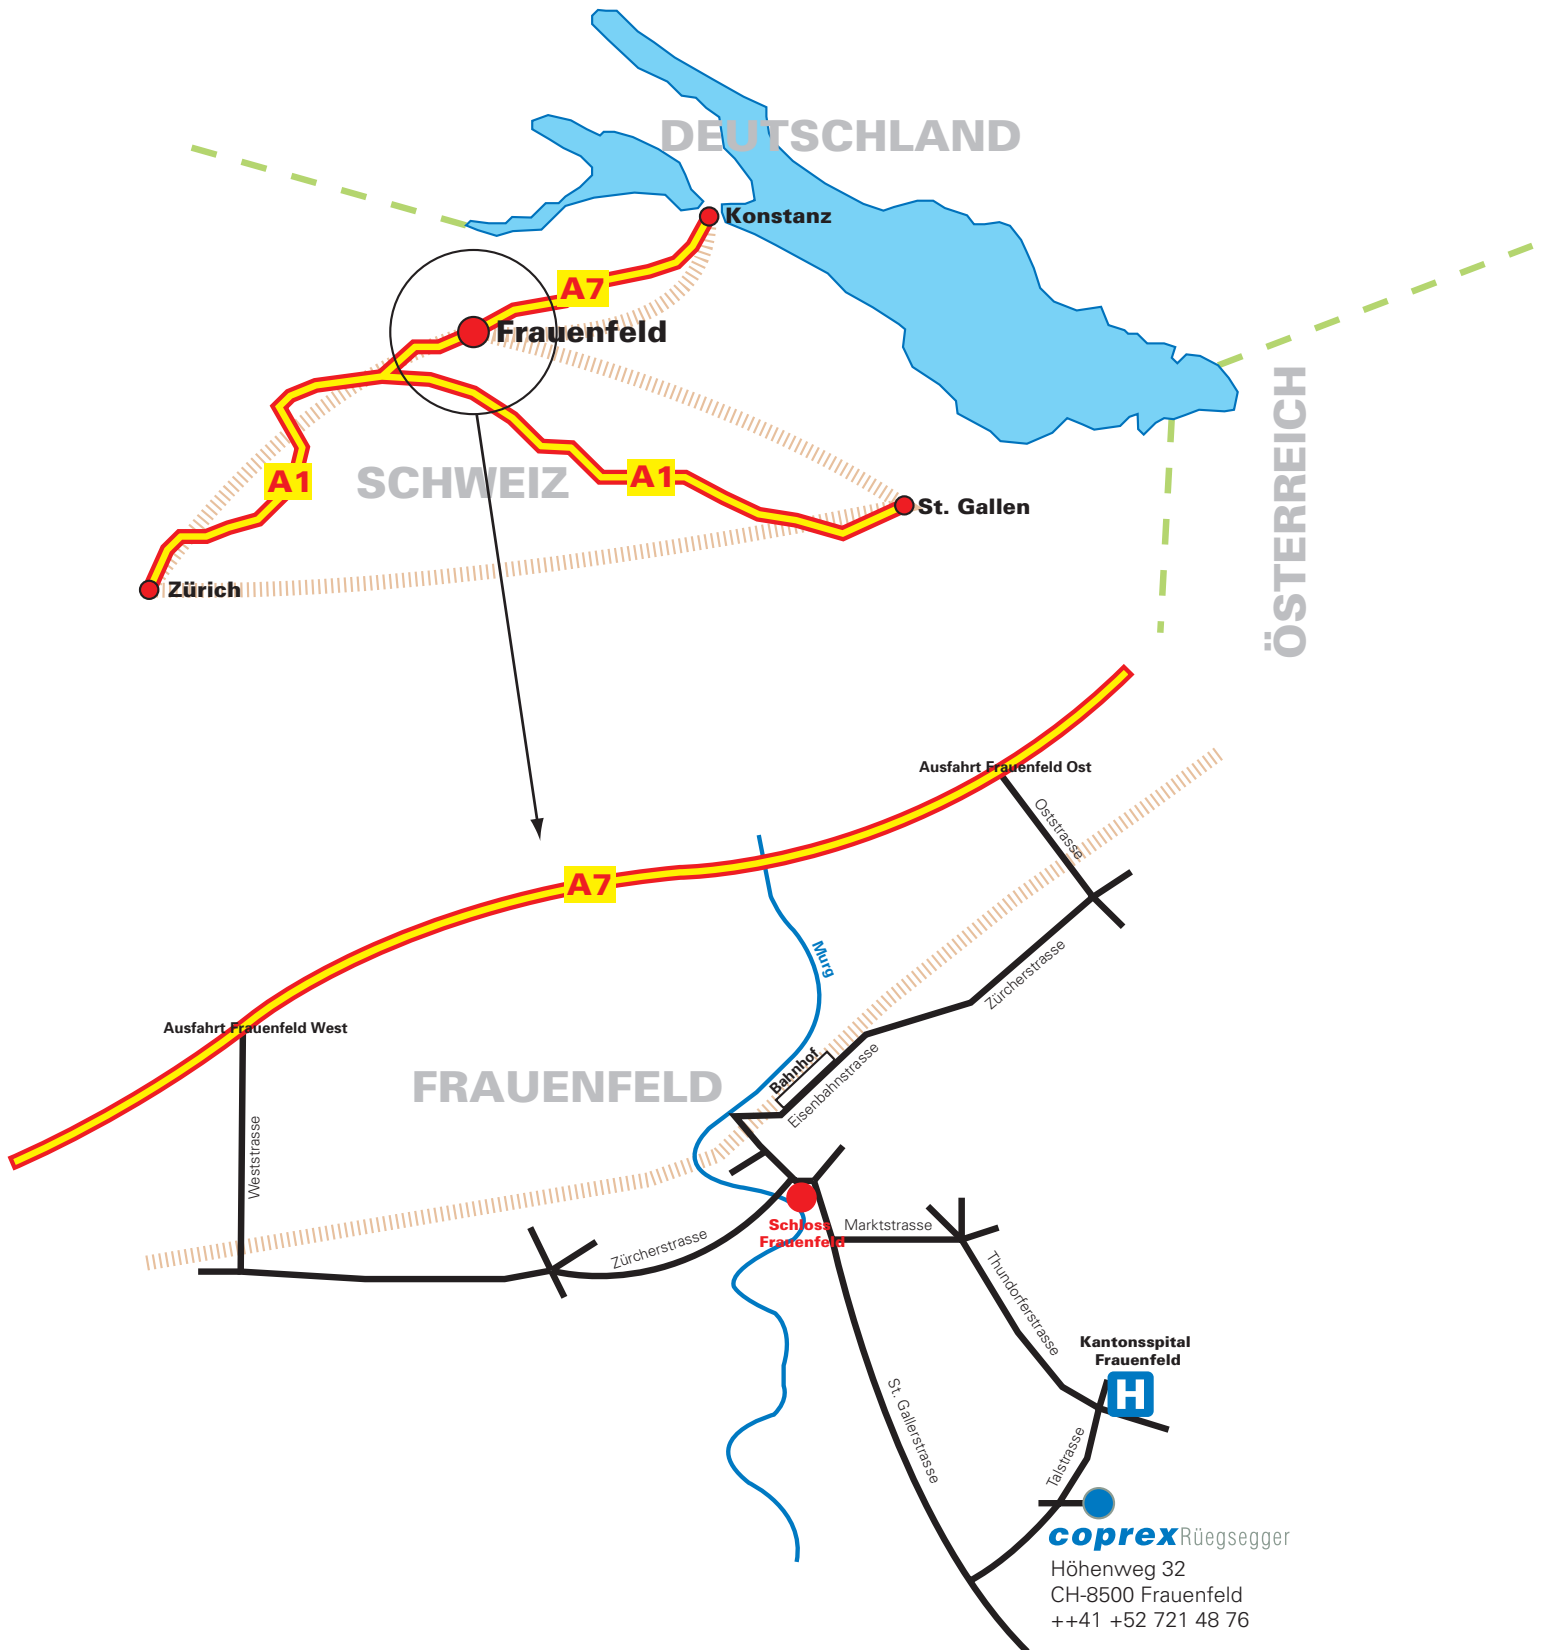 DEUTSCHLAND
Konstanz
A7
Frauenfeld
ÖSTERREICH
SCHWEIZ
A1
A1
St. Gallen
Zürich
Ausfahrt Frauenfeld Ost
Oststrasse
A7
Murg
Zürcherstrasse
Ausfahrt Frauenfeld West
FRAUENFELD
Bahnhof
Eisenbahnstrasse
Weststrasse
Schloss
Frauenfeld
Marktstrasse
Zürcherstrasse
Thundorferstrasse
Kantonsspital
Frauenfeld
H
St. Gallerstrasse
Talstrasse
coprex Rüegsegger
Höhenweg 32
CH-8500 Frauenfeld
++41 +52 721 48 76